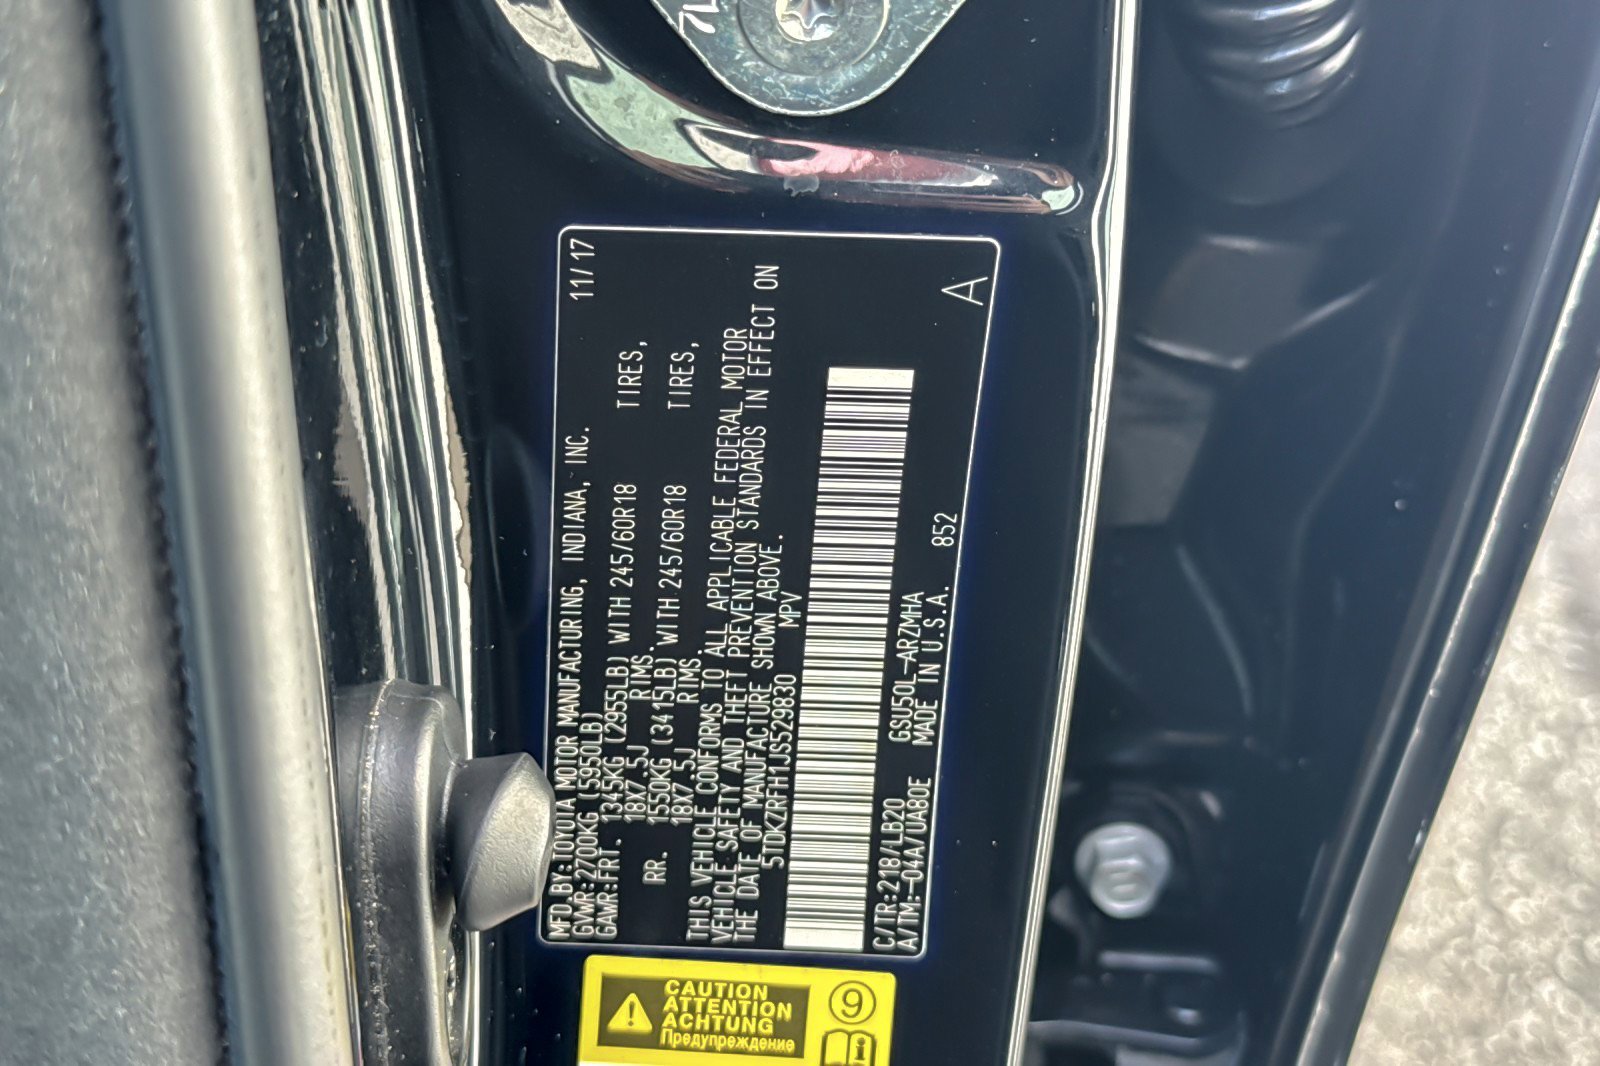 7L
MFD.BY:TOYOTA MOTOR MANUFACTURING, INDIANA, INC. 11/17
GVWR:2700KG (5950LB)
GAWR:FRT. 1345KG (2955LB) WITH 245/60R18 TIRES,
18X7.5J RIMS.
RR. 1550KG (3415LB) WITH 245/60R18 TIRES,
18X7.5J RIMS.
THIS VEHICLE CONFORMS TO ALL APPLICABLE FEDERAL MOTOR
VEHICLE SAFETY AND THEFT PREVENTION STANDARDS IN EFFECT ON
THE DATE OF MANUFACTURE SHOWN ABOVE.
5TDKZRFH1JS529830 MPV
C/TR:218/LB20 GSU50L-ARZMHA
A/TM:-04A/UA80E MADE IN U.S.A. 852
A
CAUTION
ATTENTION
ACHTUNG
Предупреждение
9